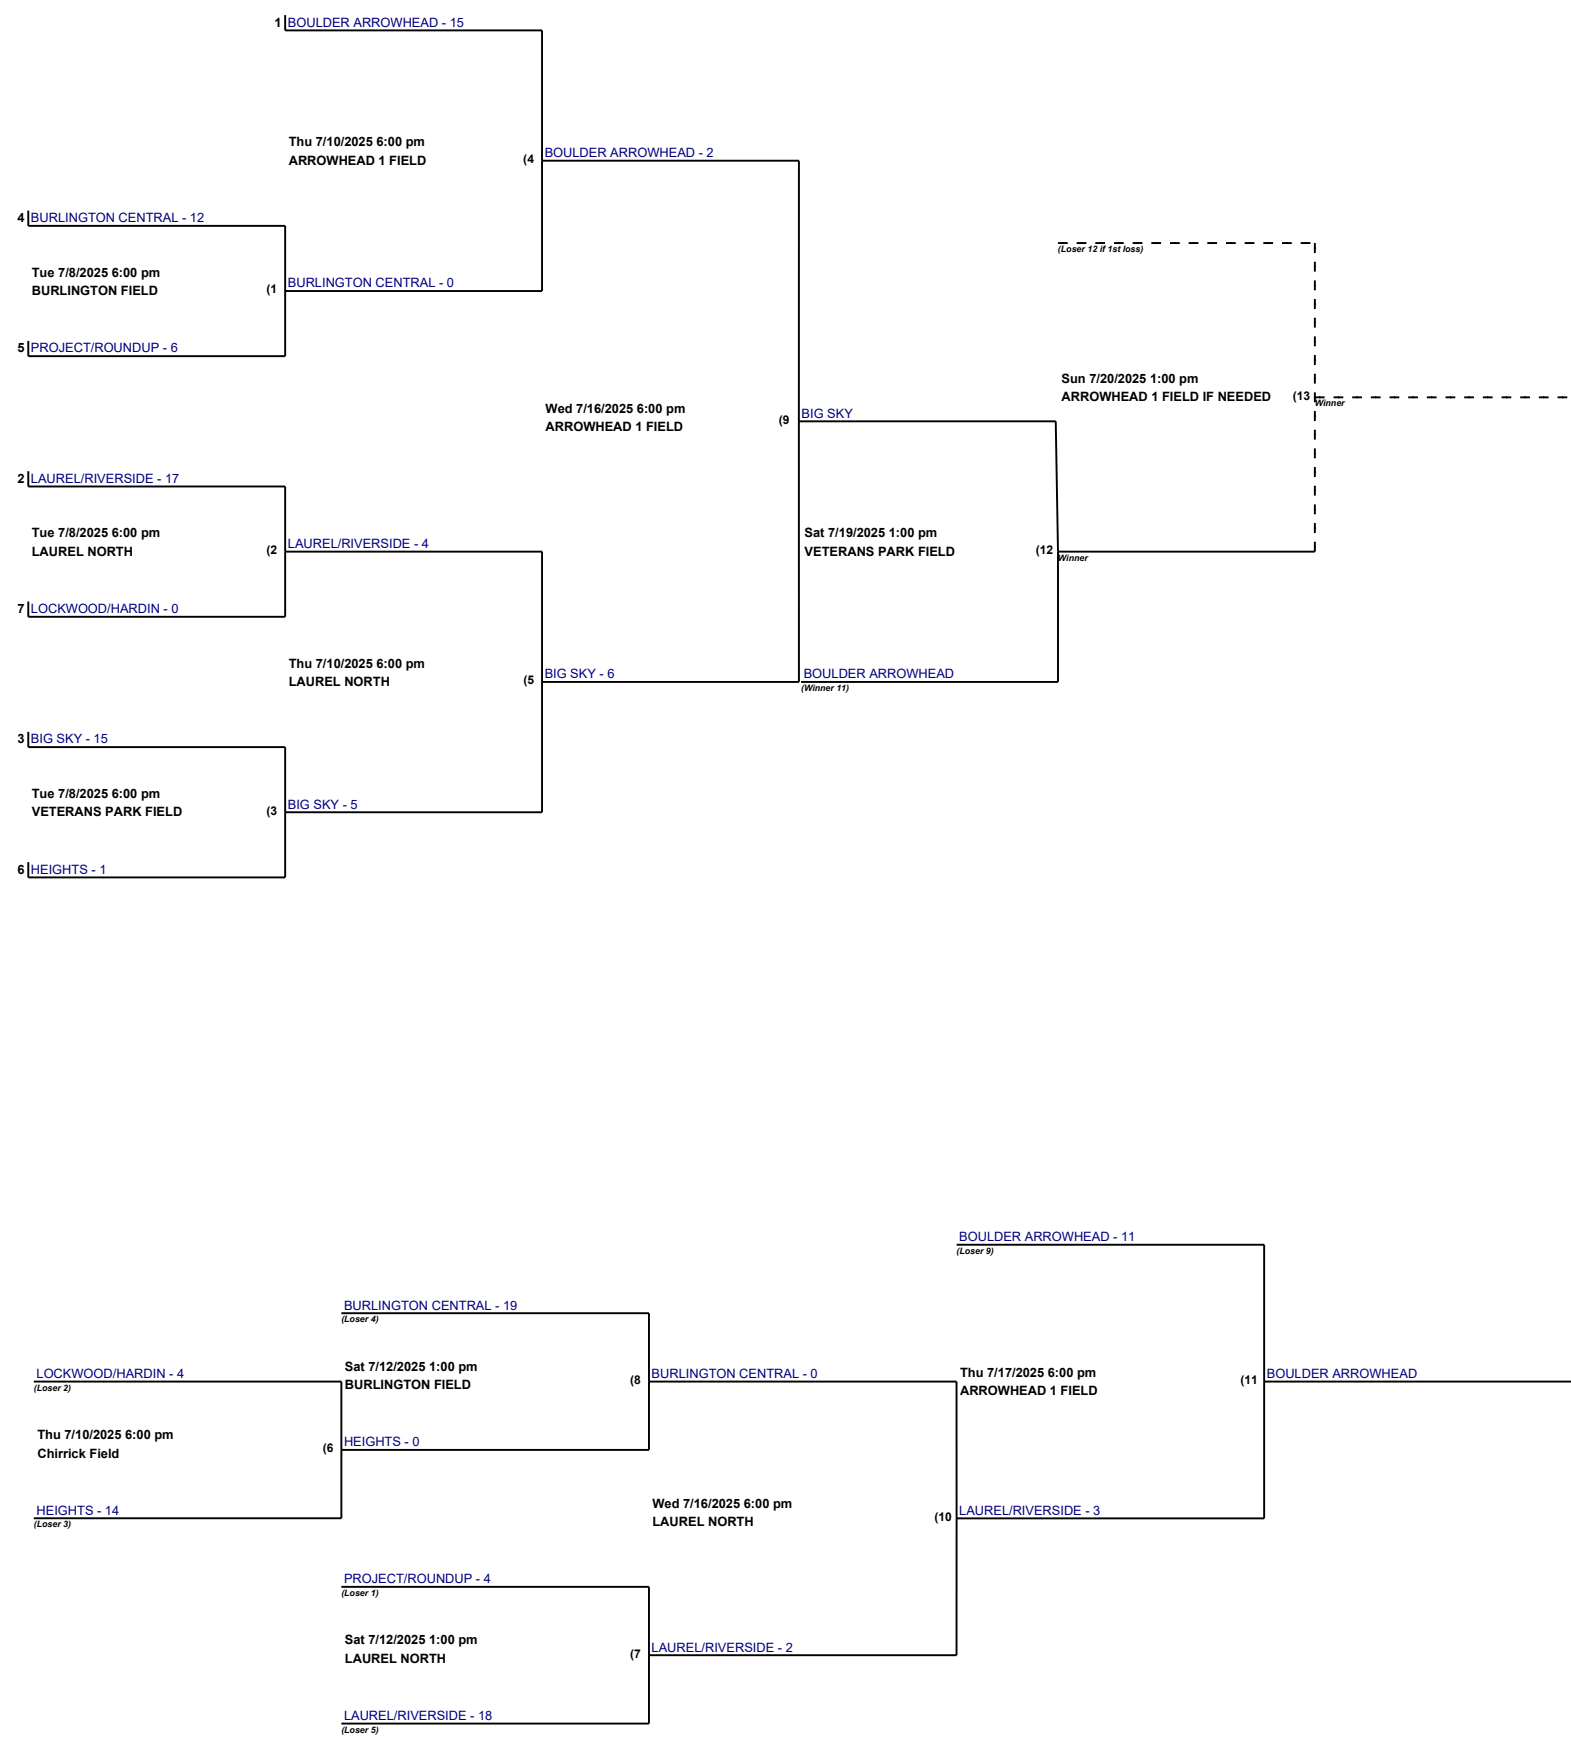 1 BOULDER ARROWHEAD - 15
Thu 7/10/2025 6:00 pm
ARROWHEAD 1 FIELD
(4
BOULDER ARROWHEAD - 2
4 BURLINGTON CENTRAL - 12
Tue 7/8/2025 6:00 pm
BURLINGTON FIELD
(1
BURLINGTON CENTRAL - 0
5 PROJECT/ROUNDUP - 6
(Loser 12 if 1st loss)
Sun 7/20/2025 1:00 pm
ARROWHEAD 1 FIELD IF NEEDED
(13
Winner
Wed 7/16/2025 6:00 pm
ARROWHEAD 1 FIELD
(9
BIG SKY
2 LAUREL/RIVERSIDE - 17
Tue 7/8/2025 6:00 pm
LAUREL NORTH
(2
LAUREL/RIVERSIDE - 4
7 LOCKWOOD/HARDIN - 0
Sat 7/19/2025 1:00 pm
VETERANS PARK FIELD
(12
Winner
Thu 7/10/2025 6:00 pm
LAUREL NORTH
(5
BIG SKY - 6
BOULDER ARROWHEAD
(Winner 11)
3 BIG SKY - 15
Tue 7/8/2025 6:00 pm
VETERANS PARK FIELD
(3
BIG SKY - 5
6 HEIGHTS - 1
BOULDER ARROWHEAD - 11
(Loser 9)
BURLINGTON CENTRAL - 19
(Loser 4)
LOCKWOOD/HARDIN - 4
(Loser 2)
Sat 7/12/2025 1:00 pm
BURLINGTON FIELD
(8
BURLINGTON CENTRAL - 0
Thu 7/17/2025 6:00 pm
ARROWHEAD 1 FIELD
(11
BOULDER ARROWHEAD
Thu 7/10/2025 6:00 pm
Chirrick Field
(6
HEIGHTS - 0
HEIGHTS - 14
(Loser 3)
Wed 7/16/2025 6:00 pm
LAUREL NORTH
(10
LAUREL/RIVERSIDE - 3
PROJECT/ROUNDUP - 4
(Loser 1)
Sat 7/12/2025 1:00 pm
LAUREL NORTH
(7
LAUREL/RIVERSIDE - 2
LAUREL/RIVERSIDE - 18
(Loser 5)